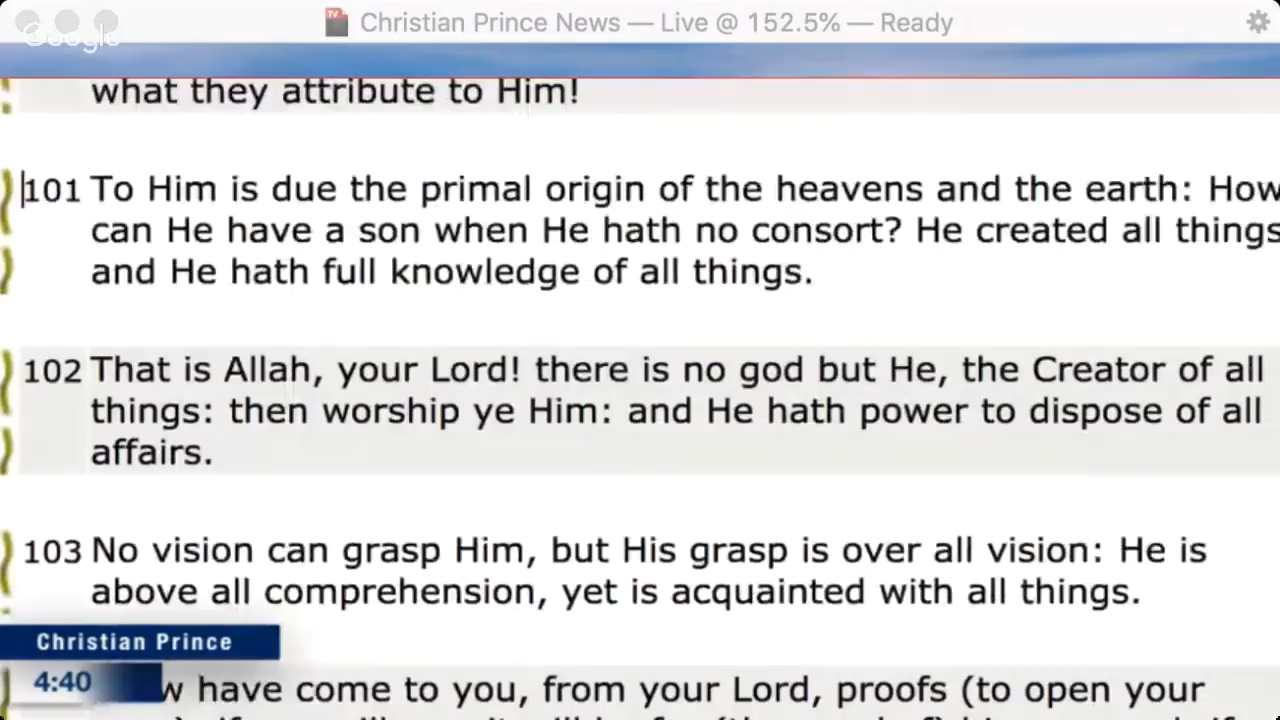 Google
Christian Prince News — Live @ 152.5% — Ready
what they attribute to Him!
101 To Him is due the primal origin of the heavens and the earth: How
can He have a son when He hath no consort? He created all things
and He hath full knowledge of all things.
102 That is Allah, your Lord! there is no god but He, the Creator of all
things: then worship ye Him: and He hath power to dispose of all
affairs.
103 No vision can grasp Him, but His grasp is over all vision: He is
above all comprehension, yet is acquainted with all things.
Christian Prince
4:40
w have come to you, from your Lord, proofs (to open your